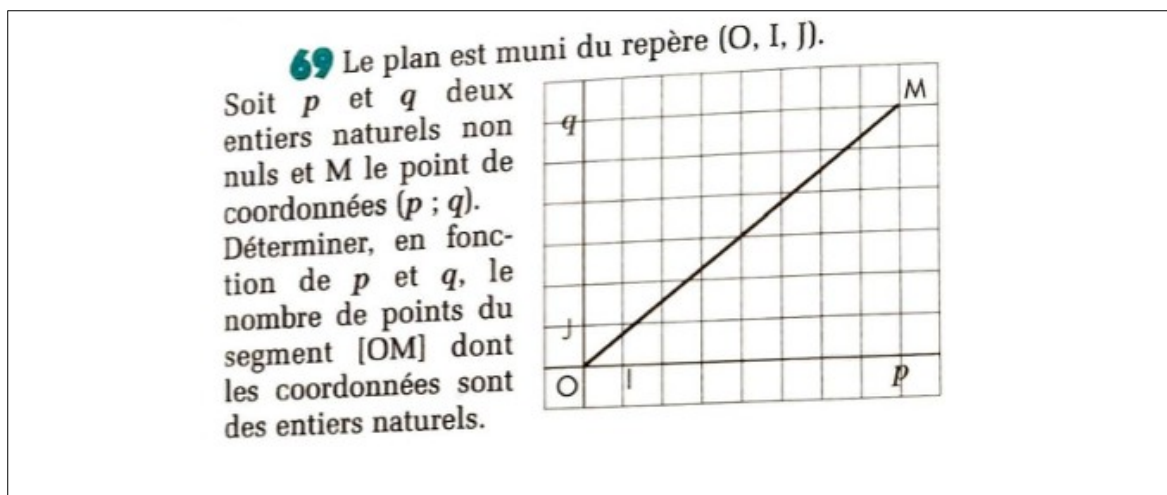 69 Le plan est muni du repère (O, I, J).
Soit p et q deux
entiers naturels non
nuls et M le point de
coordonnées (p ; q).
Déterminer, en fonc-
tion de p et q, le
nombre de points du
segment [OM] dont
les coordonnées sont
des entiers naturels.
M
q
J
O
I
p